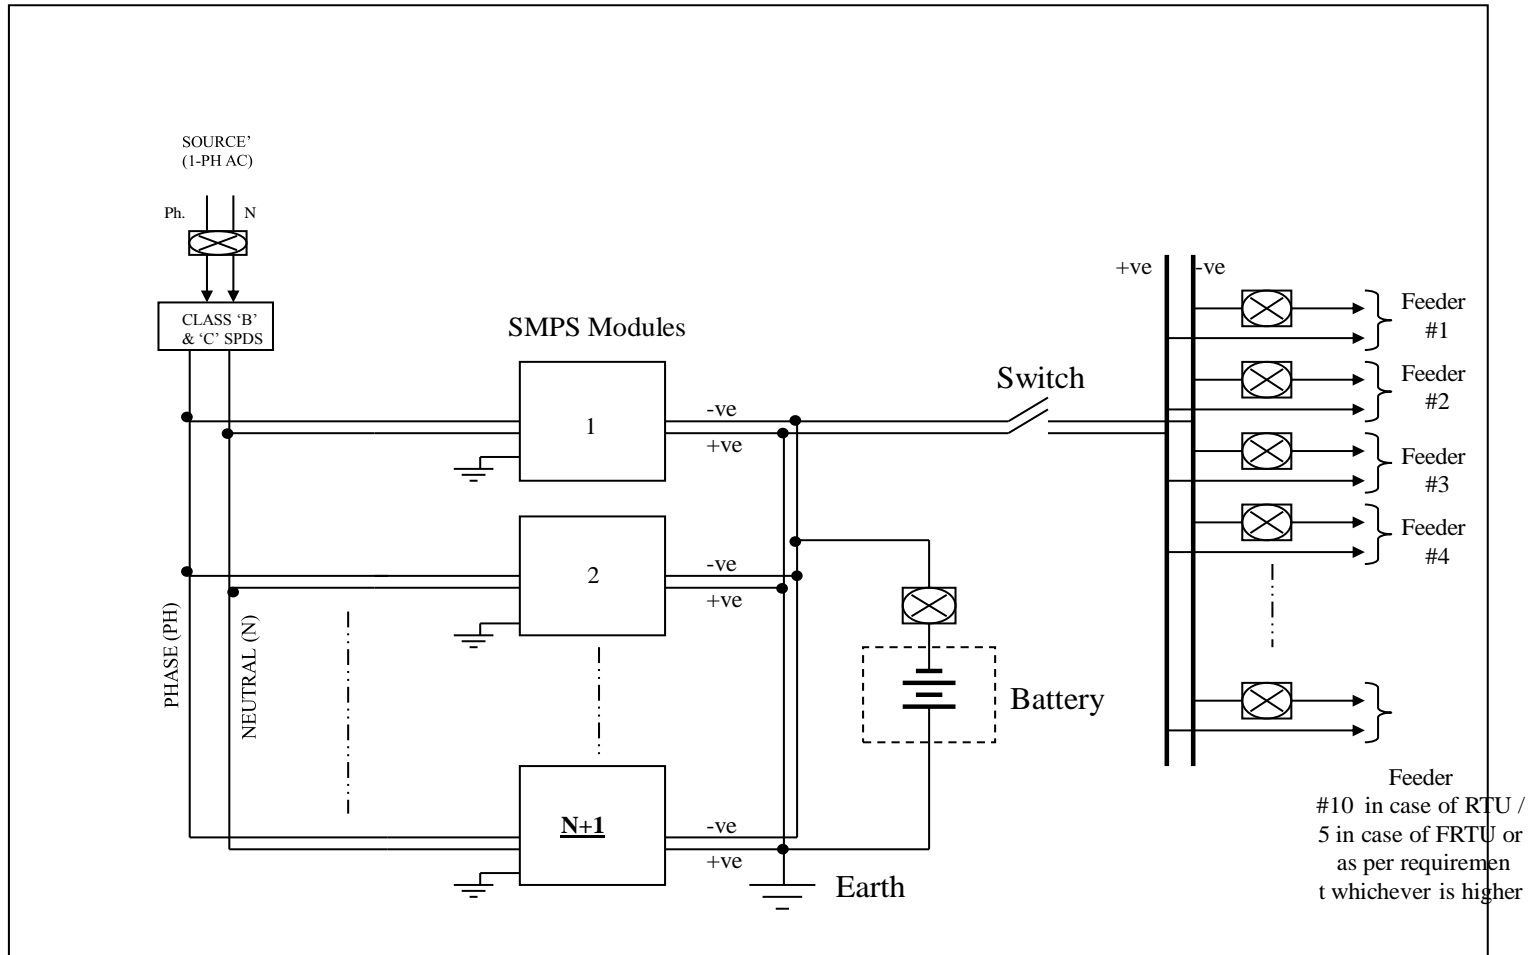 SOURCE’
(1-PH AC)
Ph.
N
CLASS ‘B’
& ‘C’ SPDS
SMPS Modules
1
-ve
+ve
2
-ve
+ve
N+1
-ve
+ve
PHASE (PH)
NEUTRAL (N)
Switch
Battery
Earth
+ve
-ve
Feeder
#1
Feeder
#2
Feeder
#3
Feeder
#4
Feeder
#10 in case of RTU /
5 in case of FRTU or
as per requiremen
t whichever is higher